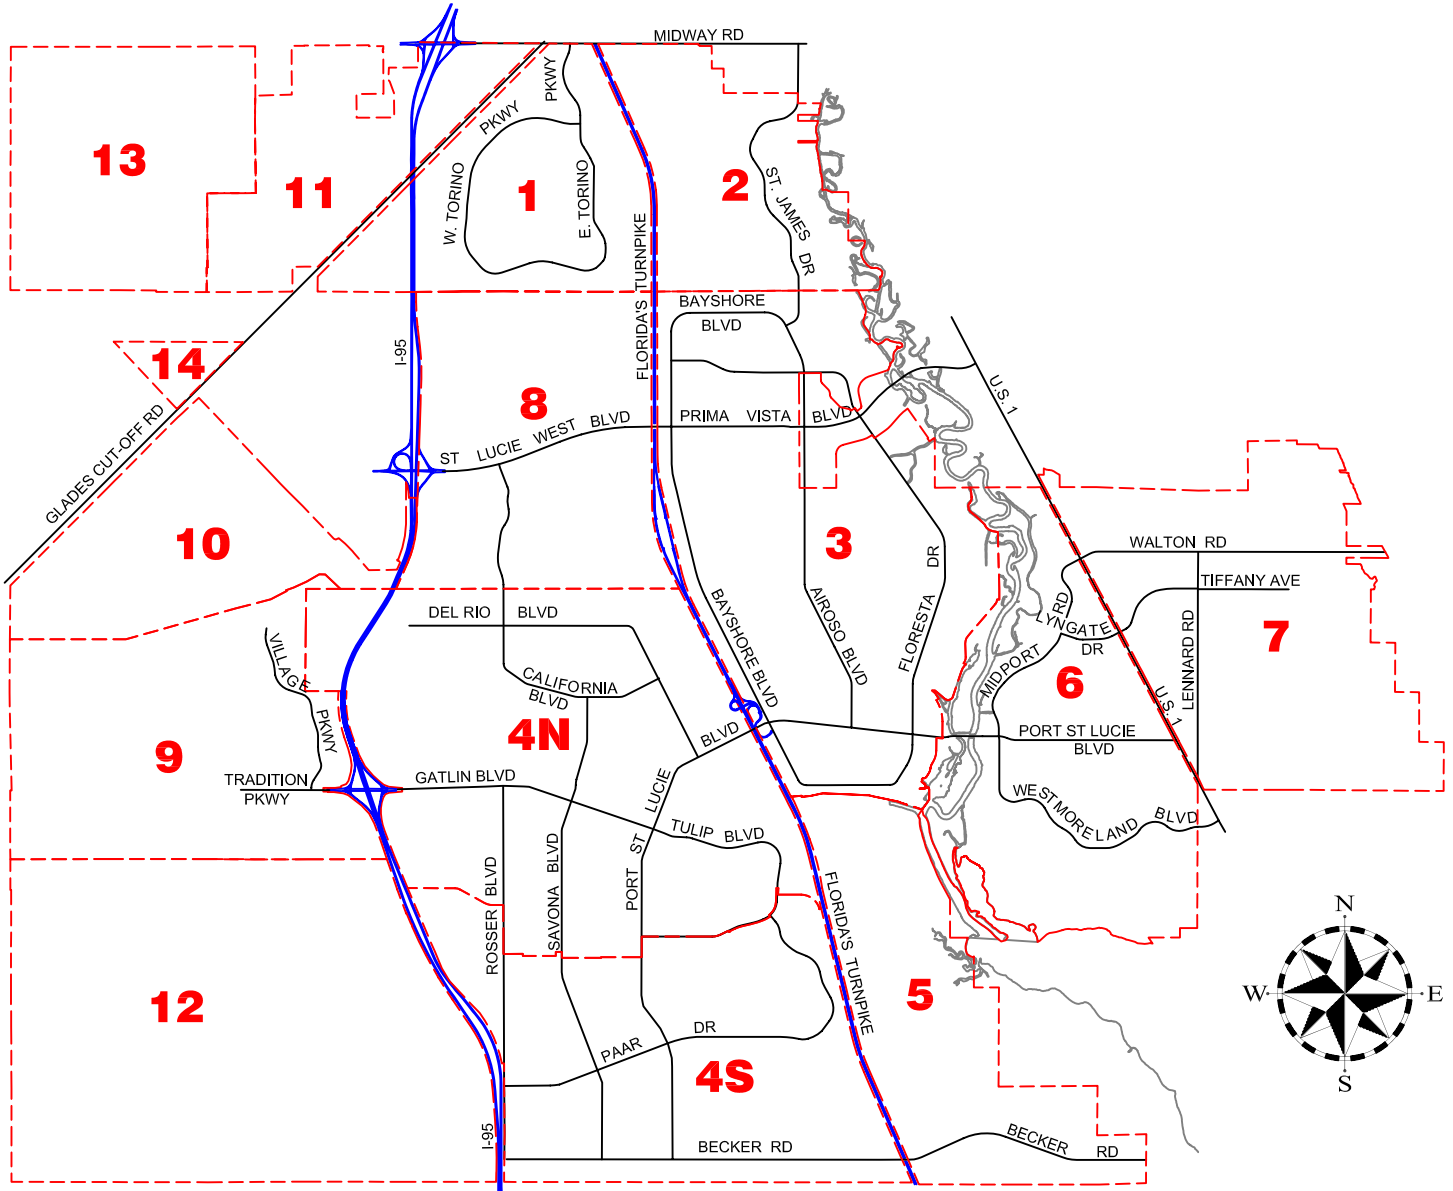 MIDWAY RD
PKWY
PKWY
13
11
1
2
W. TORINO
E. TORINO
ST. JAMES DR
FLORIDA'S TURNPIKE
BAYSHORE
BLVD
I-95
14
U.S. 1
8
PRIMA VISTA BLVD
ST LUCIE WEST BLVD
GLADES CUT-OFF RD
10
3
WALTON RD
TIFFANY AVE
DEL RIO BLVD
BAYSHORE BLVD
AIROSO BLVD
FLORESTA DR
LYNGATE
DR
MIDPORT RD
7
VILLAGE
PKWY
CALIFORNIA
BLVD
6
LENNARD RD
U.S. 1
4N
9
PORT ST LUCIE
BLVD
TRADITION
PKWY
GATLIN BLVD
PORT ST LUCIE BLVD
TULIP BLVD
WESTMORELAND BLVD
ROSSER BLVD
SAVONA BLVD
FLORIDA'S TURNPIKE
N
W
E
S
12
5
PAAR DR
4S
I-95
BECKER RD
BECKER RD